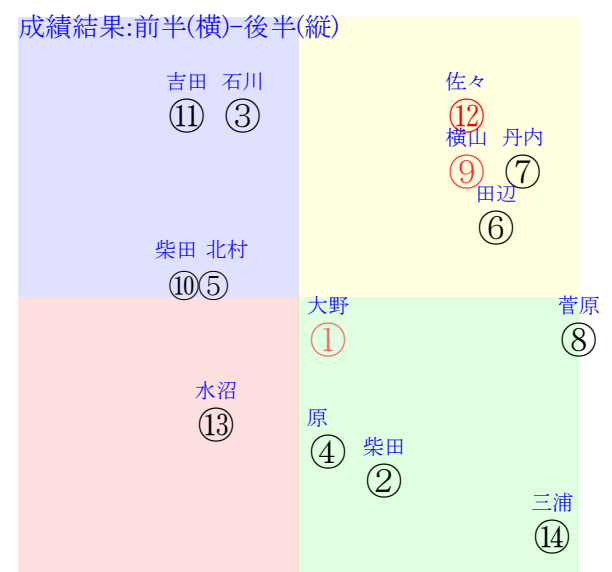 成績結果:前半(横)-後半(縦)
吉田 石川 佐々
⑪ ③ ⑫
横山 丹内
⑨ ⑦
田辺
⑥
柴田 北村
⑩⑤
大野 菅原
① ⑧
水沼
⑬
原
④
柴田
②
三浦
⑭